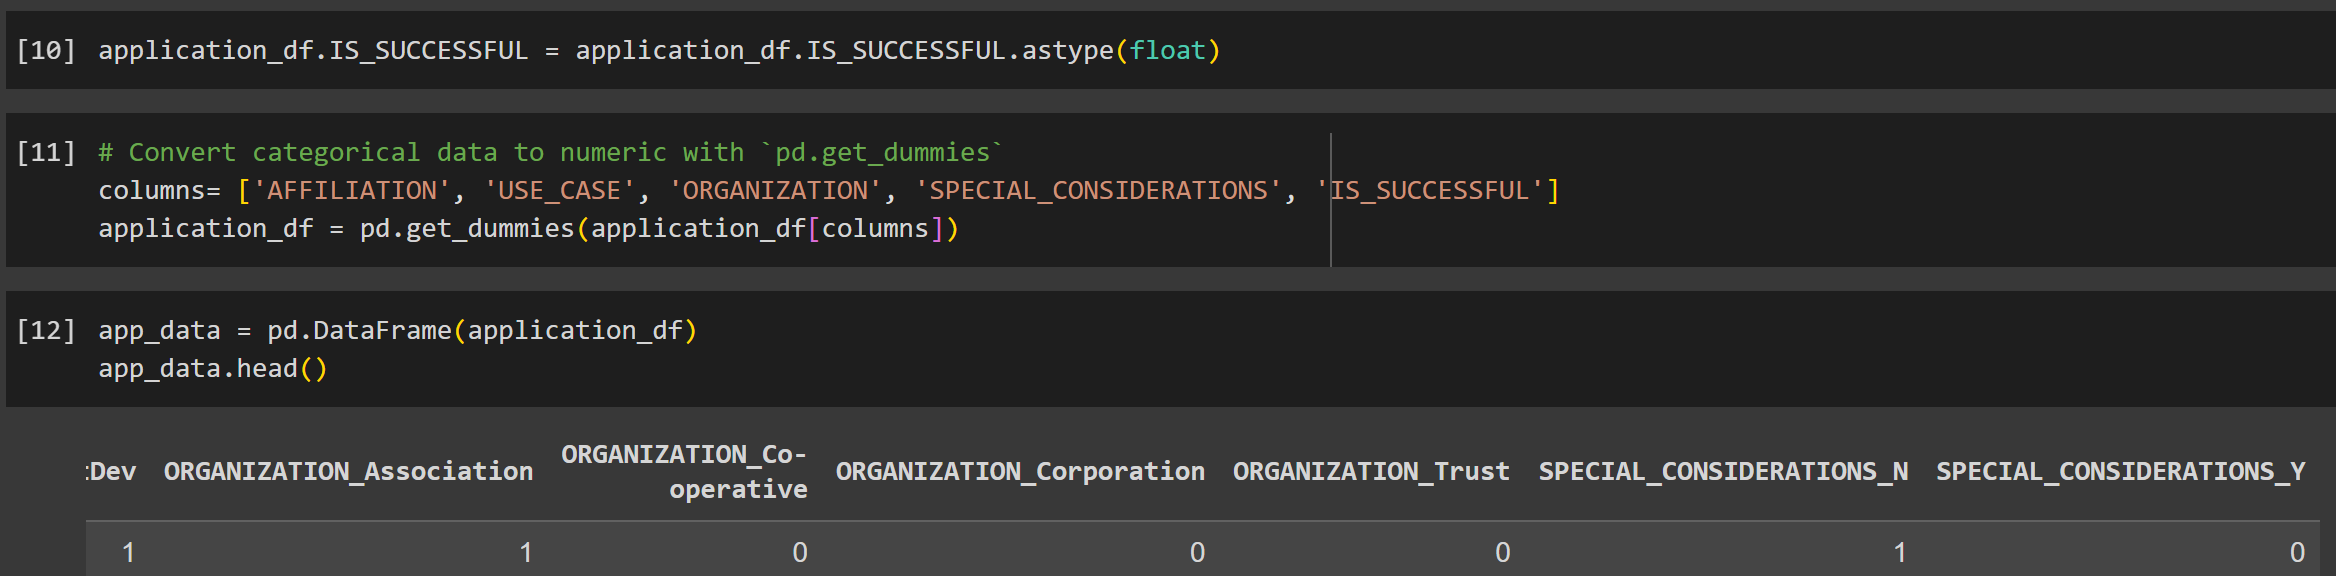 [10] application_df.IS_SUCCESSFUL = application_df.IS_SUCCESSFUL.astype(float)
[11] # Convert categorical data to numeric with `pd.get_dummies`
columns= ['AFFILIATION', 'USE_CASE', 'ORGANIZATION', 'SPECIAL_CONSIDERATIONS', 'IS_SUCCESSFUL']
application_df = pd.get_dummies(application_df[columns])
[12] app_data = pd.DataFrame(application_df)
app_data.head()
:Dev ORGANIZATION_Association ORGANIZATION_Co- ORGANIZATION_Corporation ORGANIZATION_Trust SPECIAL_CONSIDERATIONS_N SPECIAL_CONSIDERATIONS_Y
operative
1 1 0 0 0 1 0